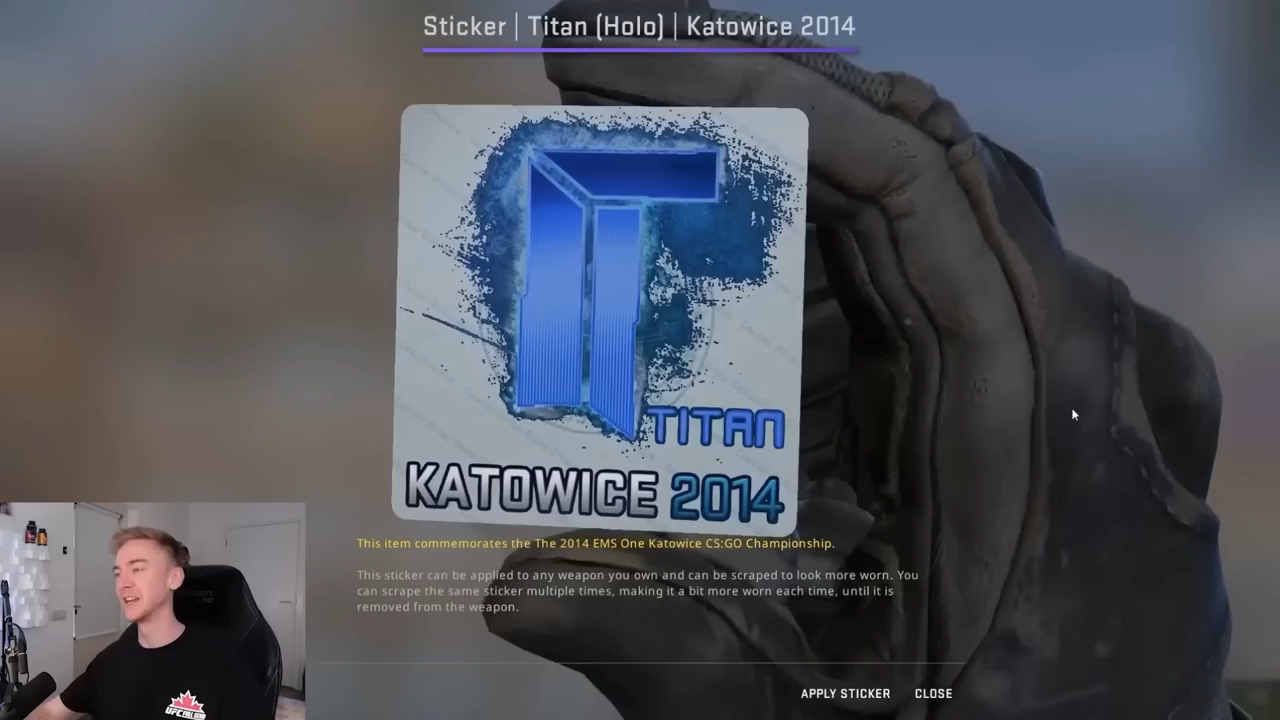 Sticker | Titan (Holo) | Katowice 2014
TITAN
KATOWICE 2014
This item commemorates the The 2014 EMS One Katowice CS:GO Championship.
This sticker can be applied to any weapon you own and can be scraped to look more worn. You
can scrape the same sticker multiple times, making it a bit more worn each time, until it is
removed from the weapon.
APPLY STICKER
CLOSE